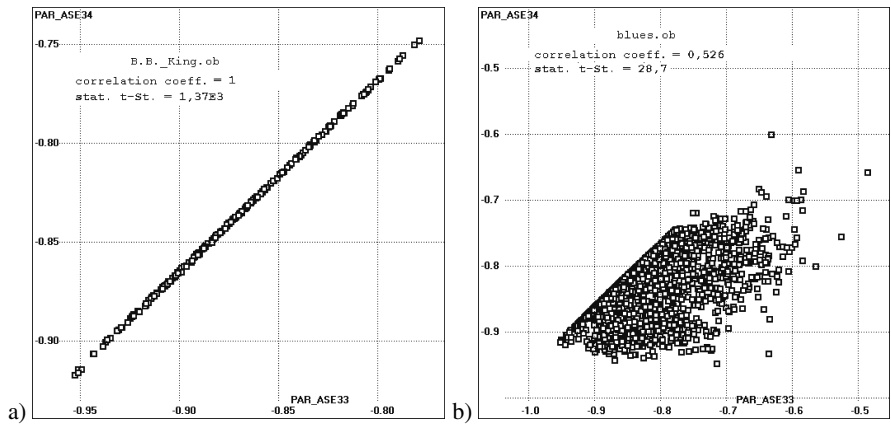 PAR_ASE34
-0.75
B.B._King.ob
correlation coeff. = 1
stat. t-St. = 1,37E3
-0.80
-0.85
-0.90
PAR_ASE33
-0.95
-0.90
-0.85
-0.80
a)
PAR_ASE34
blues.ob
correlation coeff. = 0,526
stat. t-St. = 28,7
-0.5
-0.6
-0.7
-0.8
-0.9
PAR_ASE33
-1.0
-0.9
-0.8
-0.7
-0.6
-0.5
b)